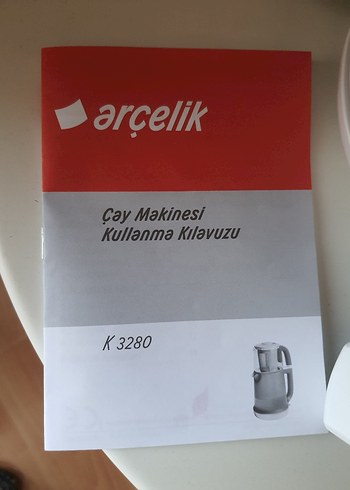 arçelik
Çay Makinesi
Kullanma Kılavuzu
K 3280